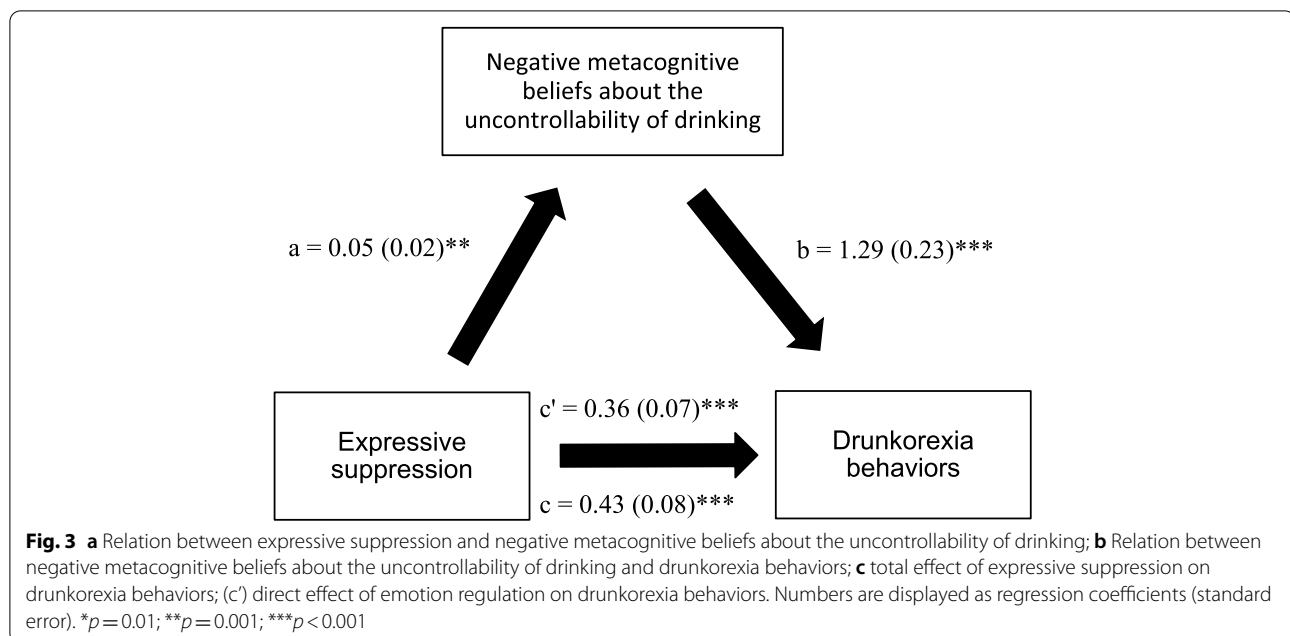 Negative metacognitive
beliefs about the
uncontrollability of drinking
a = 0.05 (0.02)**
b = 1.29 (0.23)***
Expressive
suppression
c' = 0.36 (0.07)***
c = 0.43 (0.08)***
Drunkorexia
behaviors
Fig. 3 a Relation between expressive suppression and negative metacognitive beliefs about the uncontrollability of drinking; b Relation between
negative metacognitive beliefs about the uncontrollability of drinking and drunkorexia behaviors; c total effect of expressive suppression on
drunkorexia behaviors; (c’) direct effect of emotion regulation on drunkorexia behaviors. Numbers are displayed as regression coefficients (standard
error). *p = 0.01; **p = 0.001; ***p < 0.001